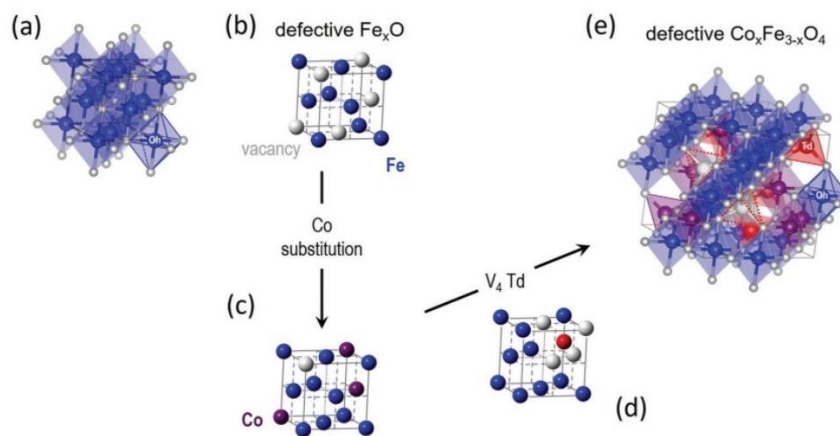 (a)
(b)
defective FeₓO
(e)
defective CoₓFe₃₋ₓO₄
Oh
vacancy
Fe
Td
Oh
Co
substitution
V₄ Td
(c)
Co
(d)